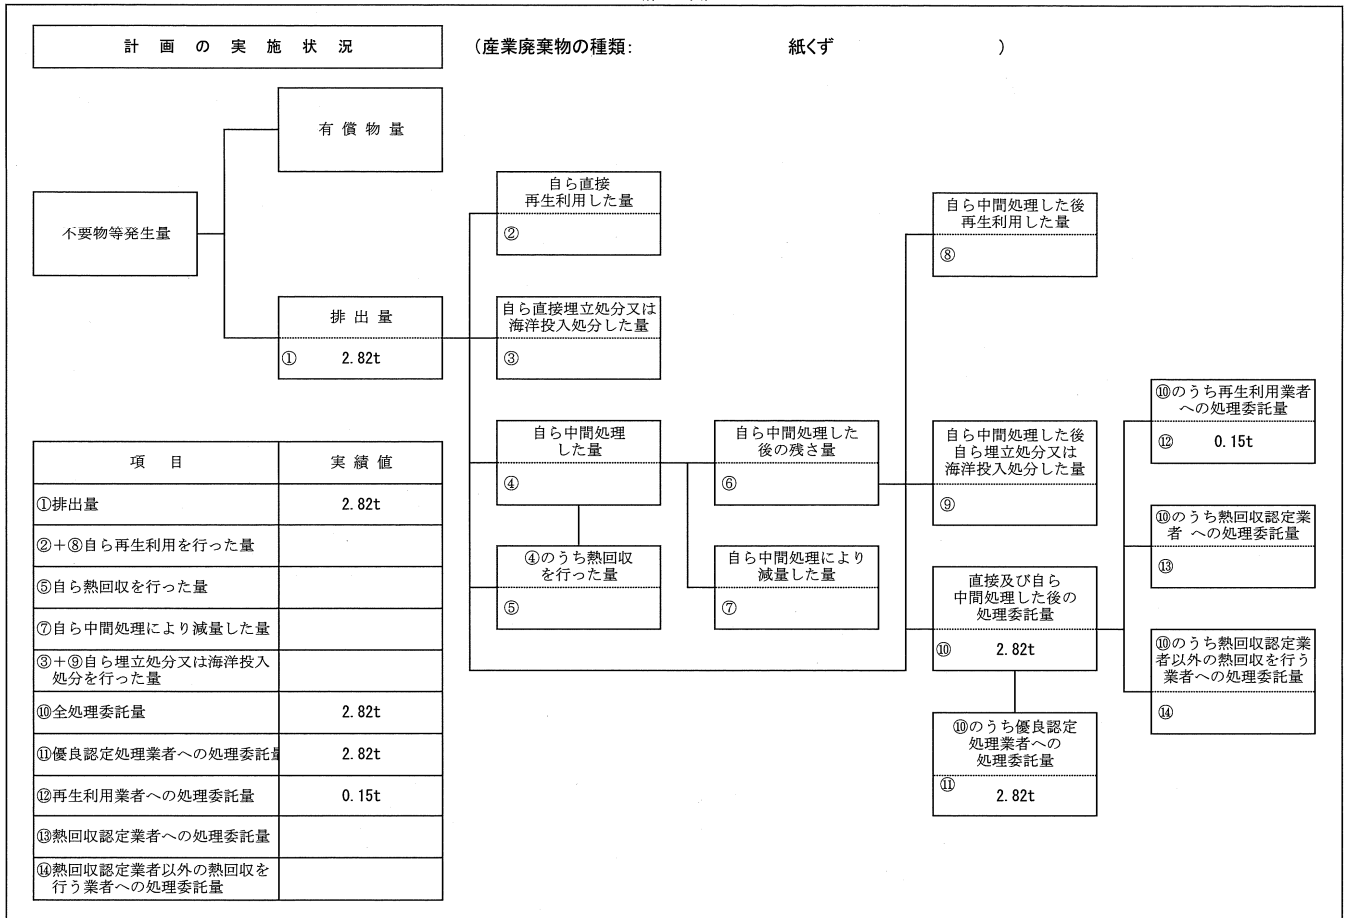 計画の実施状況
(産業廃棄物の種類: 紙くず )
有償物量
不要物等発生量
排出量
① 2.82t
自ら直接
再生利用した量
②
自ら直接埋立処分又は
海洋投入処分した量
③
自ら中間処理
した量
④
④のうち熱回収
を行った量
⑤
自ら中間処理した
後の残さ量
⑥
自ら中間処理により
減量した量
⑦
自ら中間処理した後
再生利用した量
⑧
自ら中間処理した後
自ら埋立処分又は
海洋投入処分した量
⑨
直接及び自ら
中間処理した後の
処理委託量
⑩ 2.82t
⑩のうち優良認定
処理業者への
処理委託量
⑪ 2.82t
⑩のうち再生利用業者
への処理委託量
⑫ 0.15t
⑩のうち熱回収認定業
者 への処理委託量
⑬
⑩のうち熱回収認定業
者以外の熱回収を行う
業者への処理委託量
⑭
項目 実績値
①排出量 2.82t
②+⑧自ら再生利用を行った量
⑤自ら熱回収を行った量
⑦自ら中間処理により減量した量
③+⑨自ら埋立処分又は海洋投入
処分を行った量
⑩全処理委託量 2.82t
⑪優良認定処理業者への処理委託量 2.82t
⑫再生利用業者への処理委託量 0.15t
⑬熱回収認定業者への処理委託量
⑭熱回収認定業者以外の熱回収を
行う業者への処理委託量